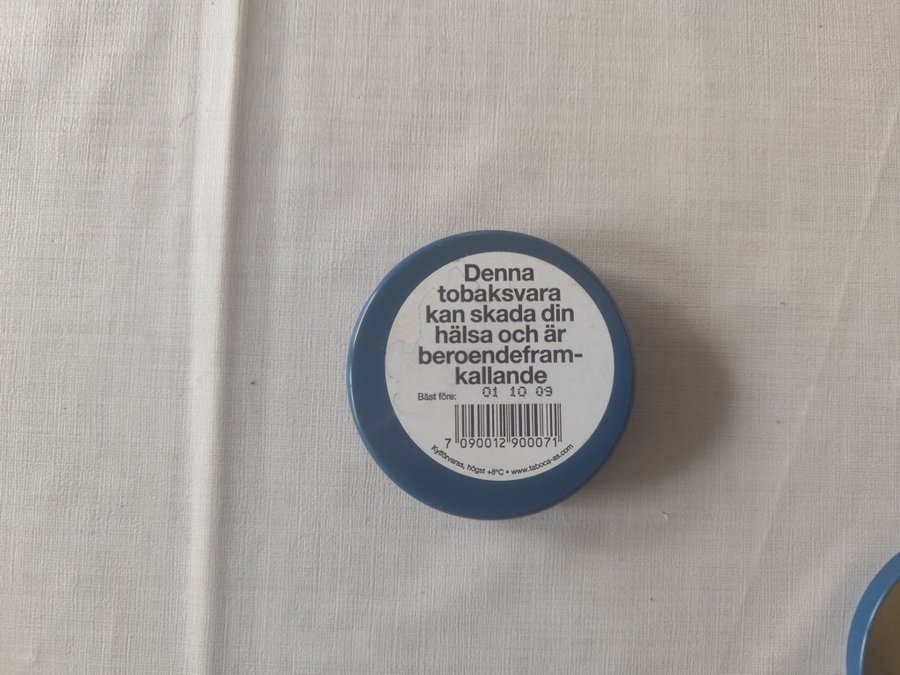 Denna
tobaksvara
kan skada din
hälsa och är
beroendefram-
kallande
Bäst före: 01 10 09
7 090012 900071
Kylförvaras, högst +8°C • www.taboca-as.com